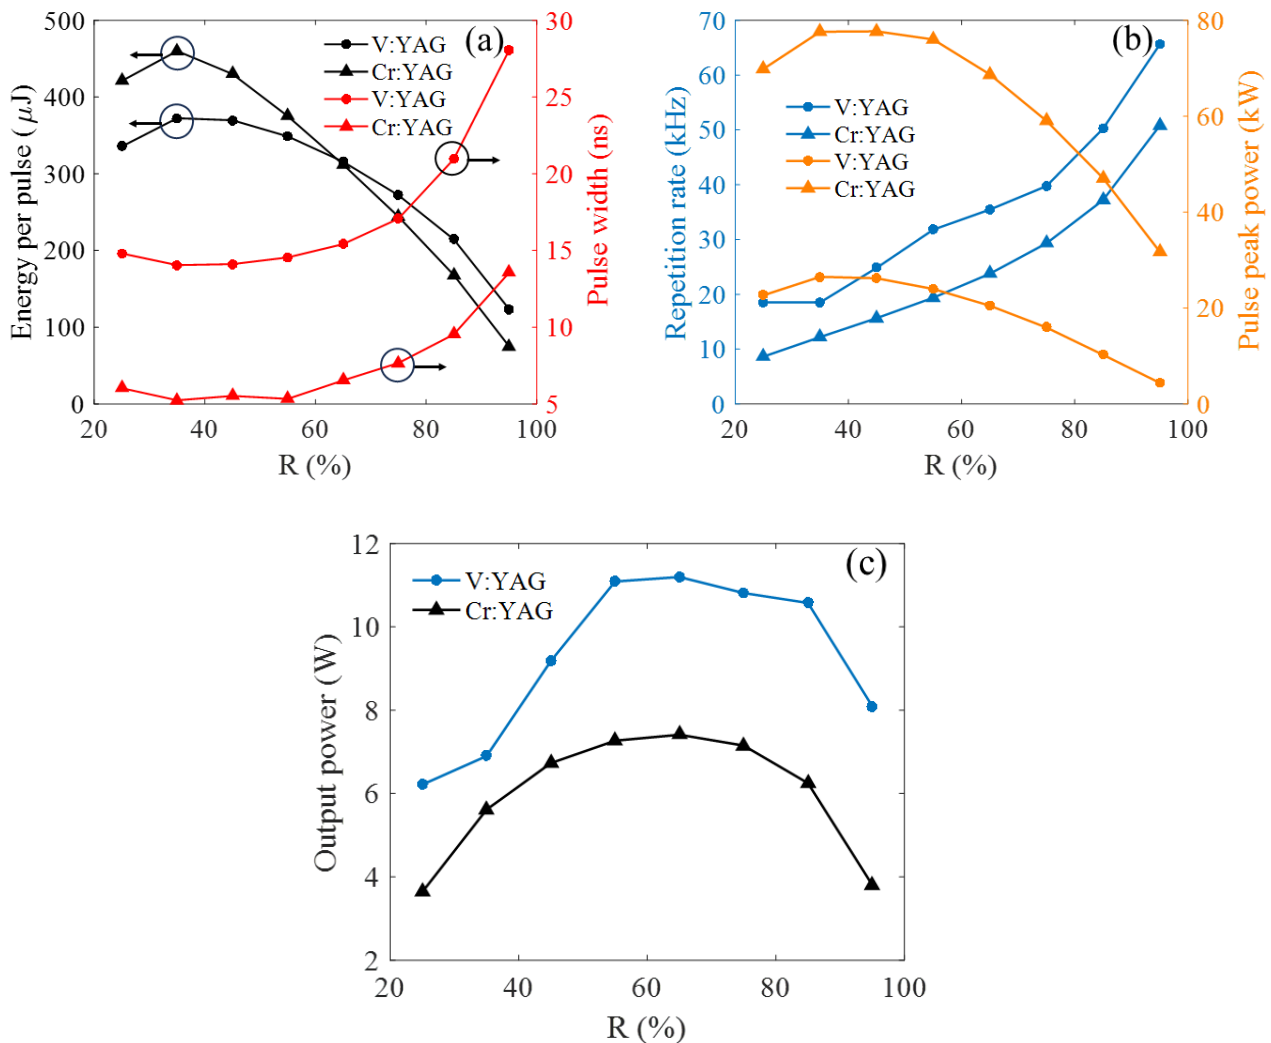 (a)
V:YAG
Cr:YAG
V:YAG
Cr:YAG
Energy per pulse ( μJ)
500
400
300
200
100
0
Pulse width (ns)
30
25
20
15
10
5
20 40 60 80 100
R (%)
(b)
V:YAG
Cr:YAG
V:YAG
Cr:YAG
Repetition rate (kHz)
70
60
50
40
30
20
10
0
Pulse peak power (kW)
80
60
40
20
0
20 40 60 80 100
R (%)
(c)
V:YAG
Cr:YAG
Output power (W)
12
10
8
6
4
2
20 40 60 80 100
R (%)